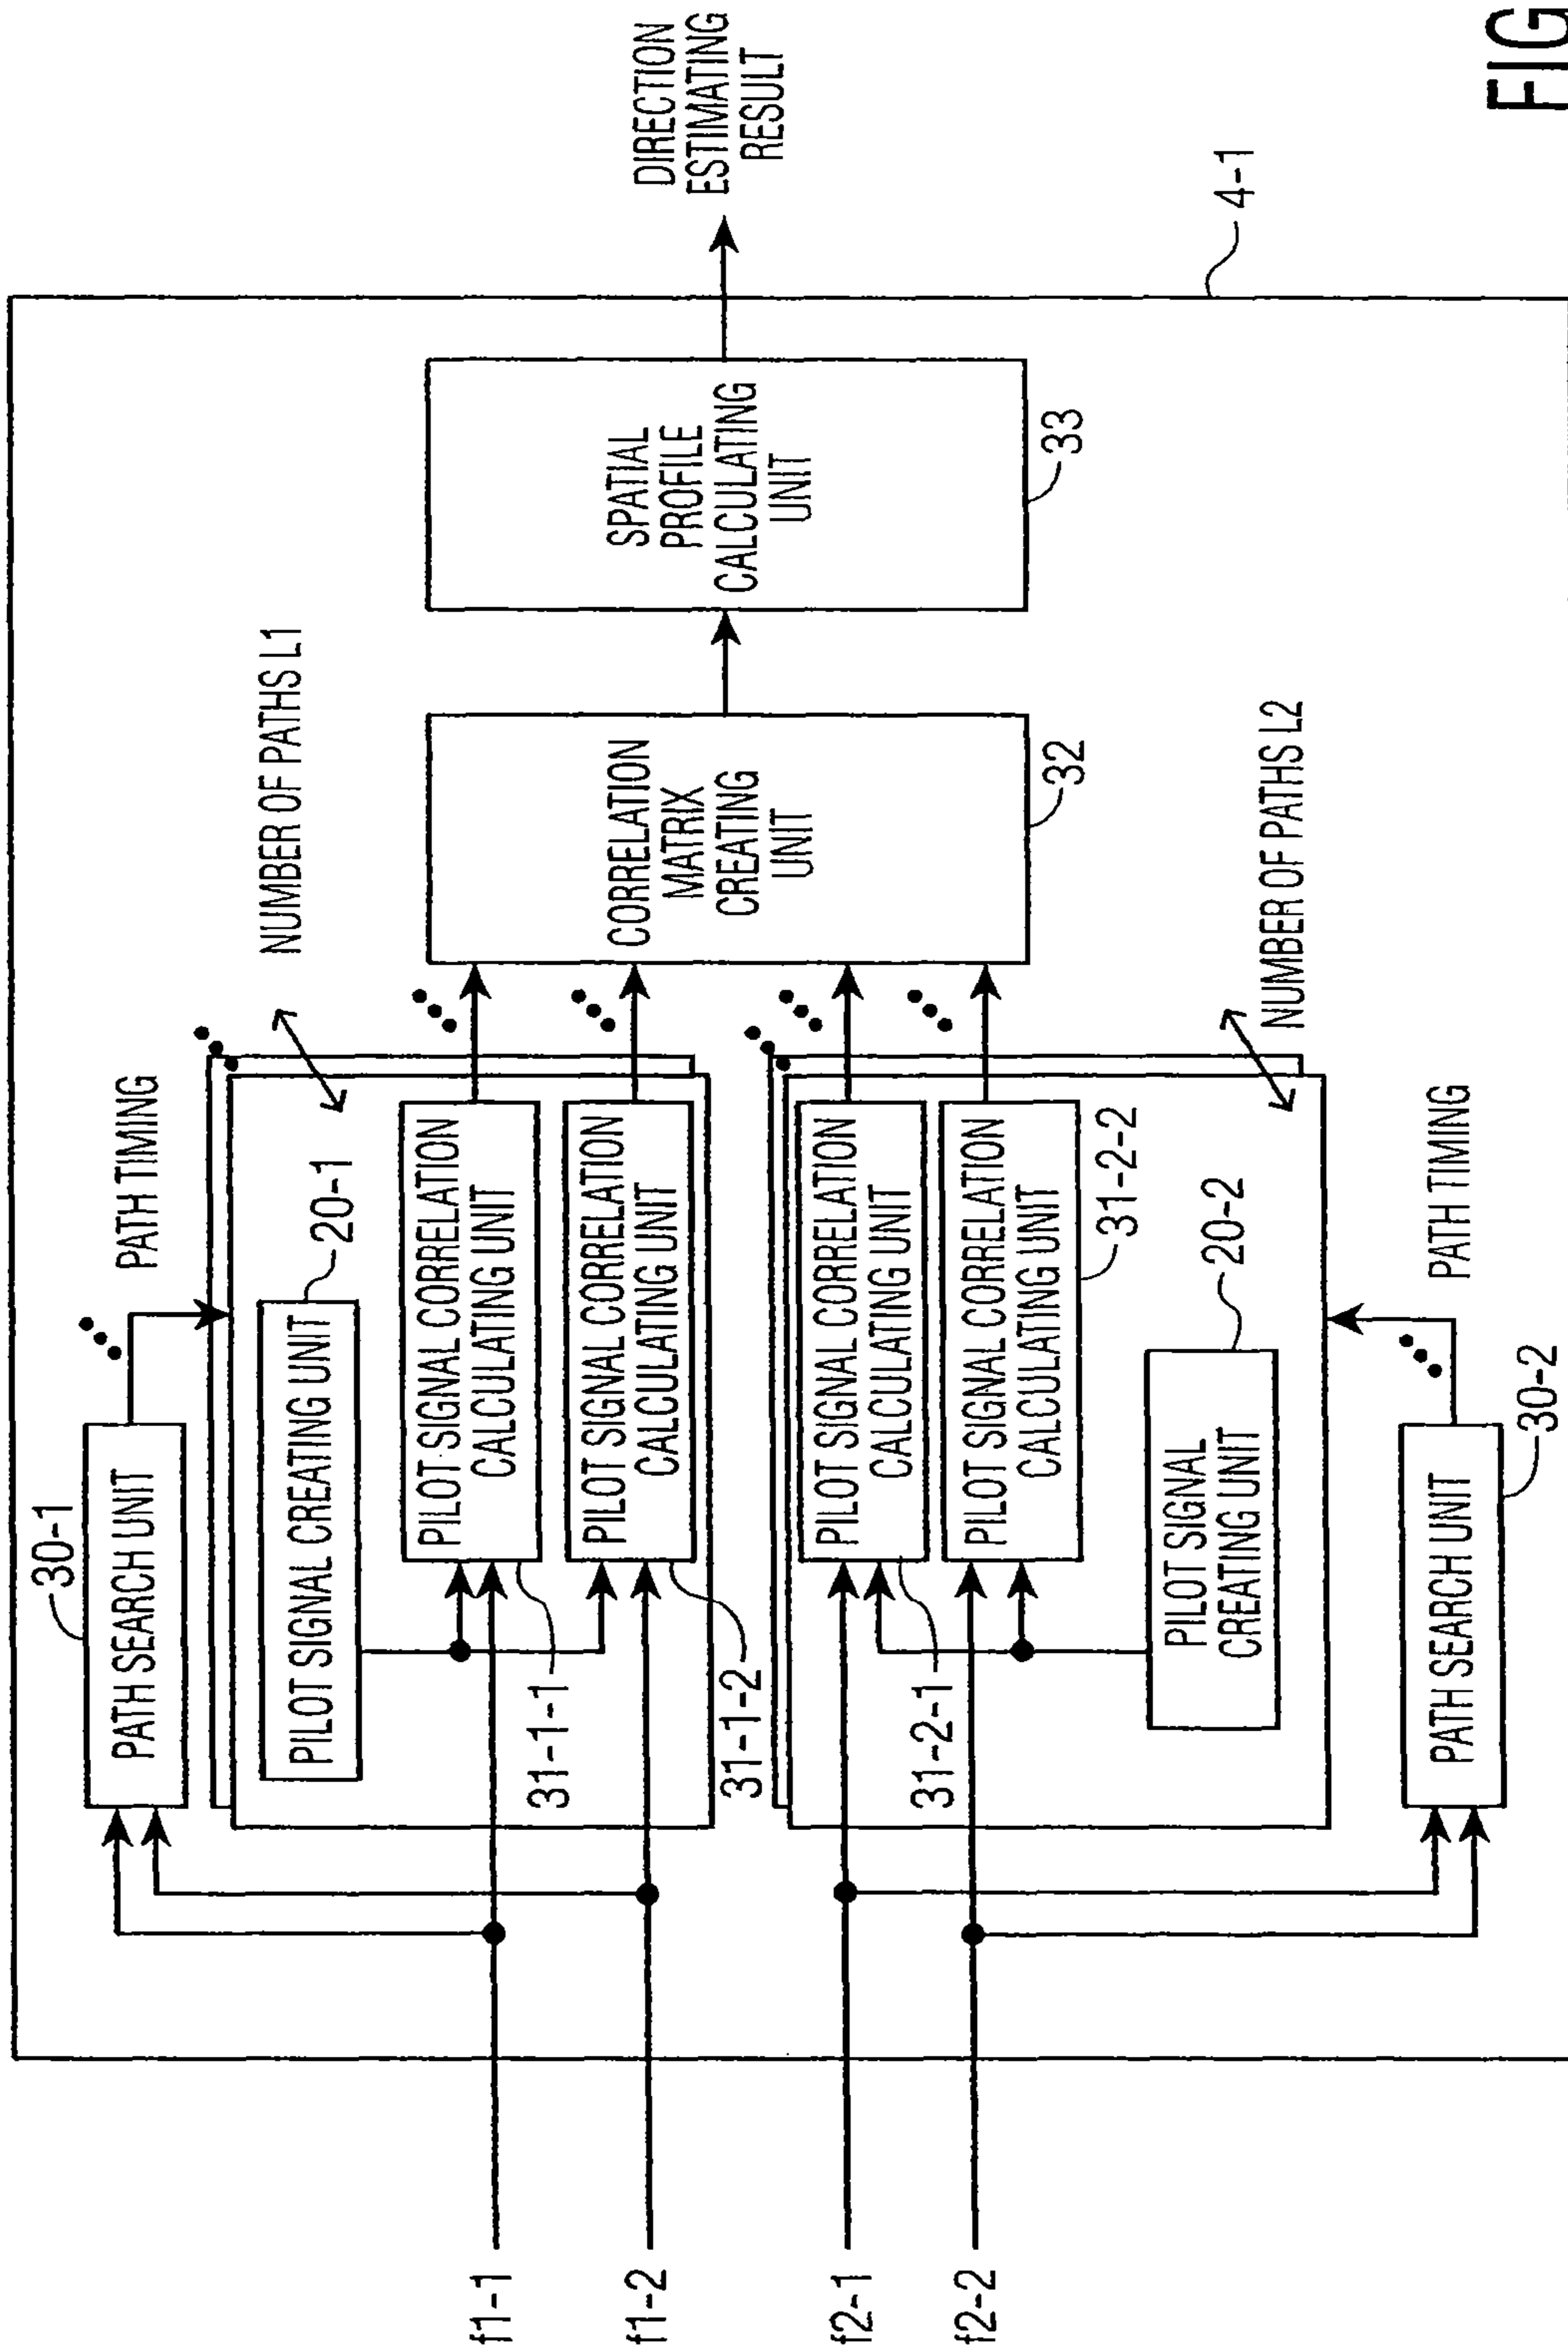 FIG
30-1
PATH SEARCH UNIT
PATH TIMING
NUMBER OF PATHS L1
20-1
PILOT SIGNAL CREATING UNIT
PILOT SIGNAL CORRELATION
CALCULATING UNIT
31-1-1
PILOT SIGNAL CORRELATION
CALCULATING UNIT
31-1-2
f1-1
f1-2
f2-1
f2-2
PILOT SIGNAL CORRELATION
CALCULATING UNIT
31-2-1
PILOT SIGNAL CORRELATION
CALCULATING UNIT
31-2-2
PILOT SIGNAL
CREATING UNIT
20-2
NUMBER OF PATHS L2
PATH TIMING
PATH SEARCH UNIT
30-2
CORRELATION
MATRIX
CREATING
UNIT
32
SPATIAL
PROFILE
CALCULATING
UNIT
33
DIRECTION
ESTIMATING
RESULT
4-1